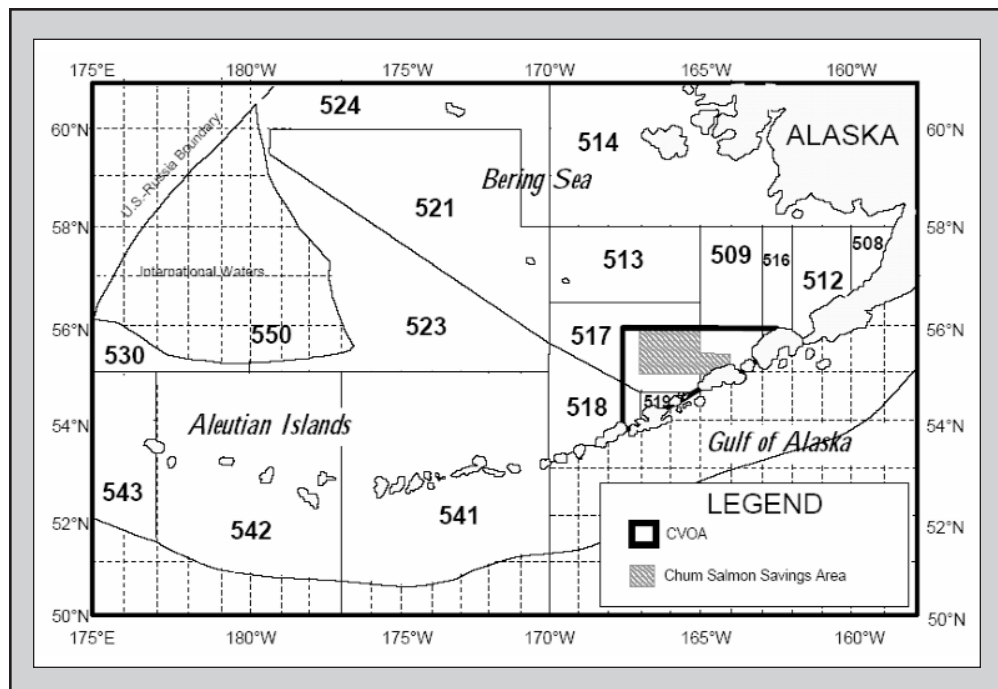 175°E 180°W 175°W 170°W 165°W 160°W
524
60°N 60°N
514
ALASKA
U.S.-Russia Boundary
Bering Sea
521
58°N 58°N
508
513 509 516
International Waters
512
517
56°N 56°N
550 523
530
518 519
54°N 54°N
Aleutian Islands
Gulf of Alaska
543 541
542
LEGEND
52°N 52°N
CVOA
Chum Salmon Savings Area
50°N 50°N
175°E 180°W 175°W 170°W 165°W 160°W